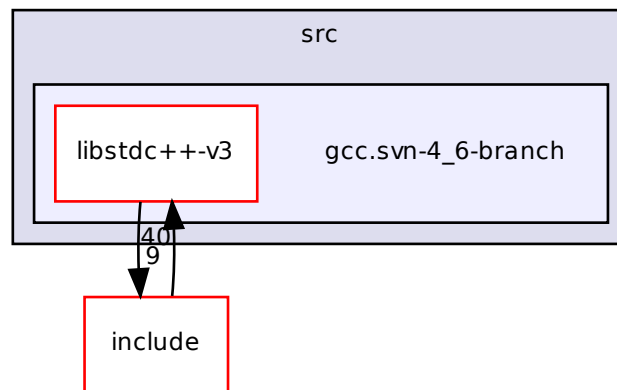 src
libstdc++-v3
gcc.svn-4_6-branch
40
9
include